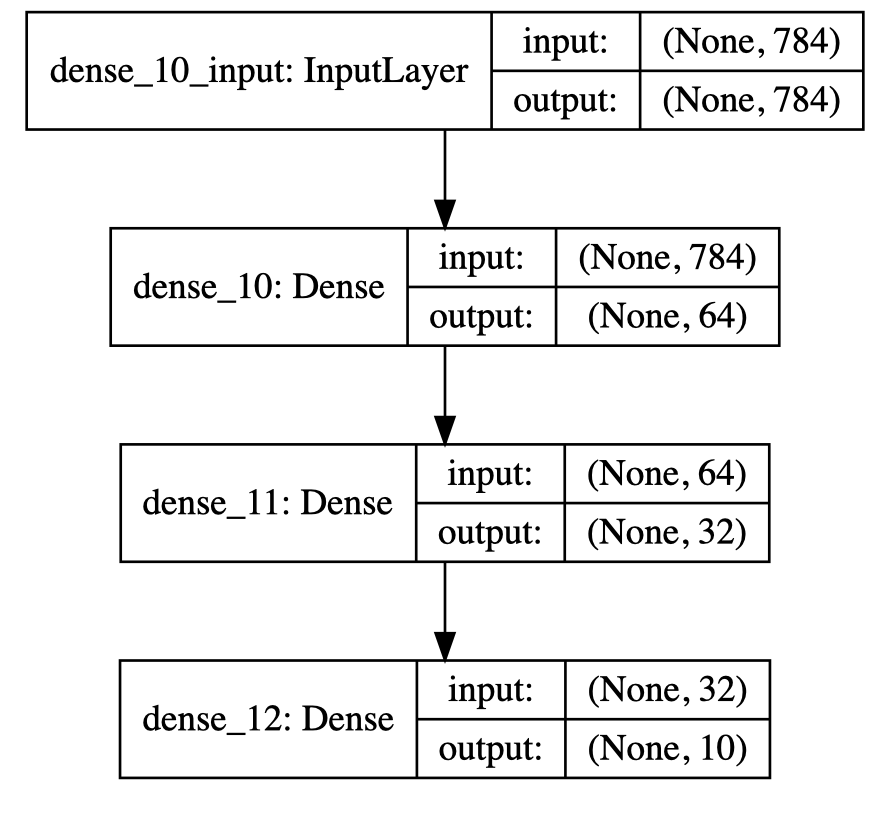 dense_10_input: InputLayer
input: (None, 784)
output: (None, 784)
dense_10: Dense
input: (None, 784)
output: (None, 64)
dense_11: Dense
input: (None, 64)
output: (None, 32)
dense_12: Dense
input: (None, 32)
output: (None, 10)